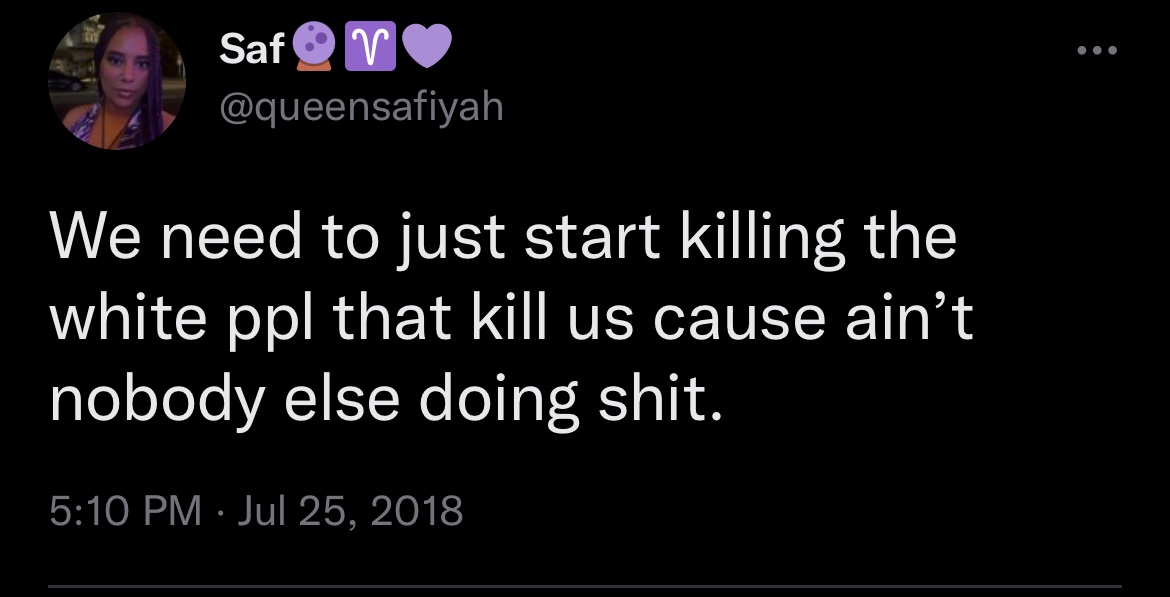 Saf🔮♈💜
@queensafiyah
We need to just start killing the
white ppl that kill us cause ain’t
nobody else doing shit.
5:10 PM · Jul 25, 2018